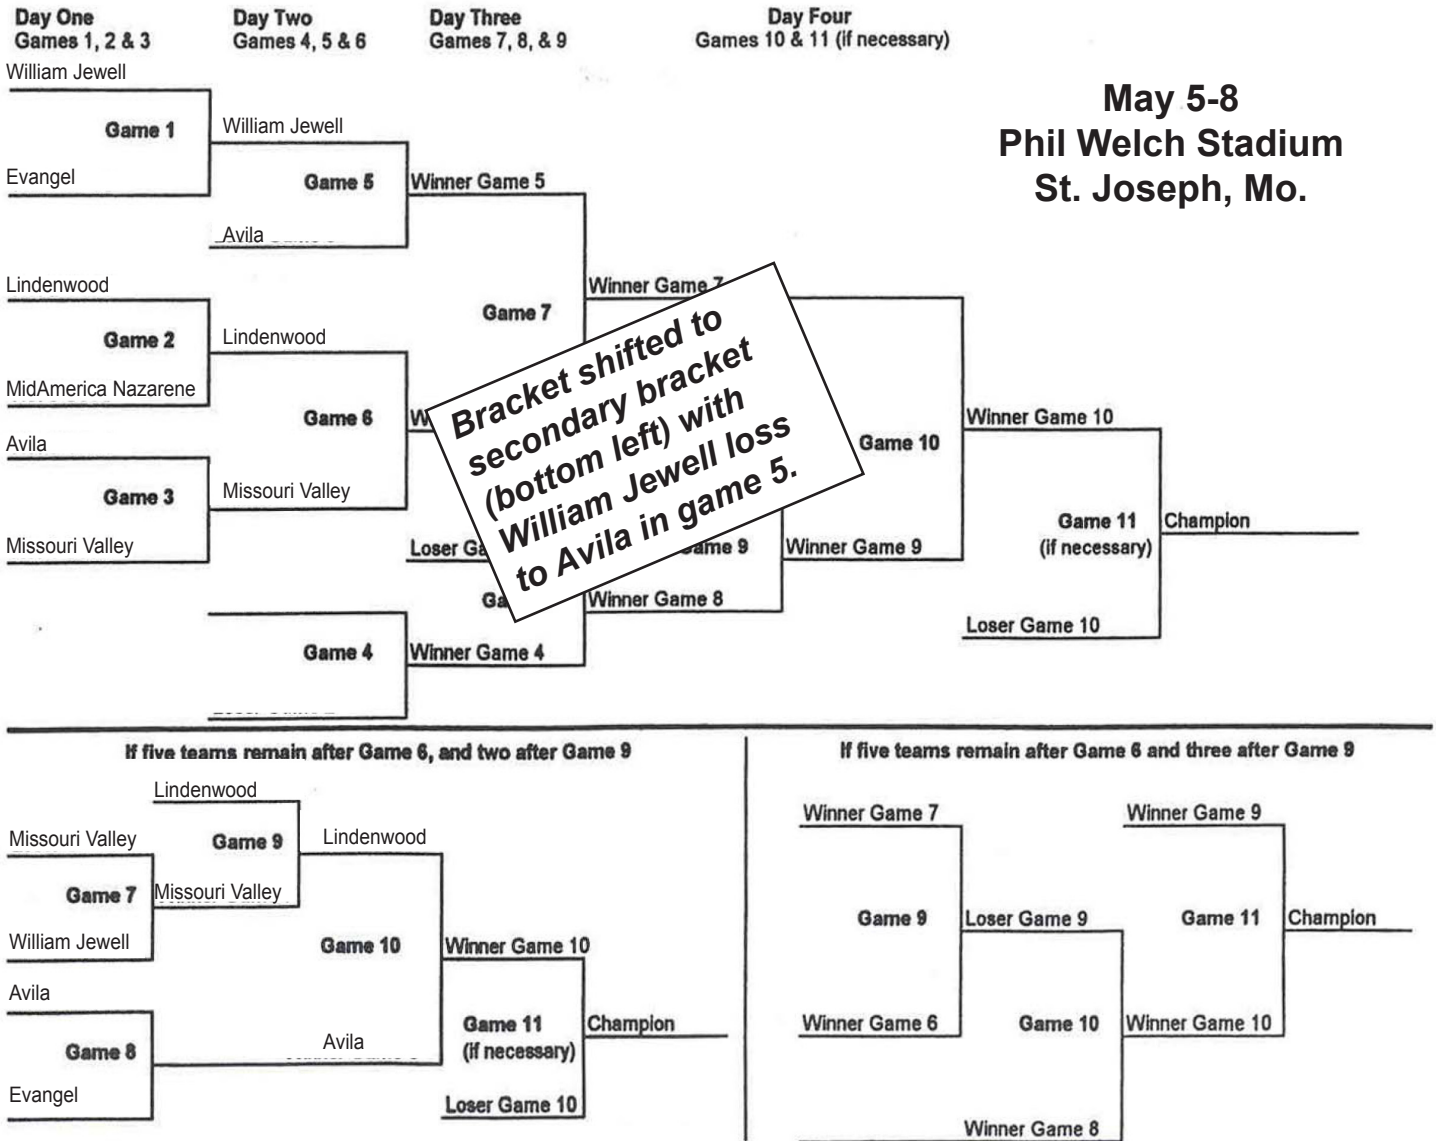 Day One
Games 1, 2 & 3
Day Two
Games 4, 5 & 6
Day Three
Games 7, 8, & 9
Day Four
Games 10 & 11 (if necessary)
May 5-8
Phil Welch Stadium
St. Joseph, Mo.
William Jewell
Game 1
Evangel
William Jewell
Game 5
Avila
Winner Game 5
Lindenwood
Game 2
MidAmerica Nazarene
Lindenwood
Game 6
Missouri Valley
Avila
Game 3
Missouri Valley
Game 7
Winner Game 7
Bracket shifted to
secondary bracket
(bottom left) with
William Jewell loss
to Avila in game 5.
Loser
Game 9
Winner Game 9
Game 10
Winner Game 10
Game 11
(if necessary)
Champion
Loser Game 10
Winner Game 8
Game 4
Winner Game 4
If five teams remain after Game 6, and two after Game 9
Lindenwood
Missouri Valley
Game 9
Lindenwood
Game 7
Missouri Valley
William Jewell
Game 10
Winner Game 10
Avila
Game 8
Avila
Game 11
(if necessary)
Champion
Evangel
Loser Game 10
If five teams remain after Game 6 and three after Game 9
Winner Game 7
Winner Game 9
Game 9
Loser Game 9
Game 11
Champion
Winner Game 6
Game 10
Winner Game 10
Winner Game 8